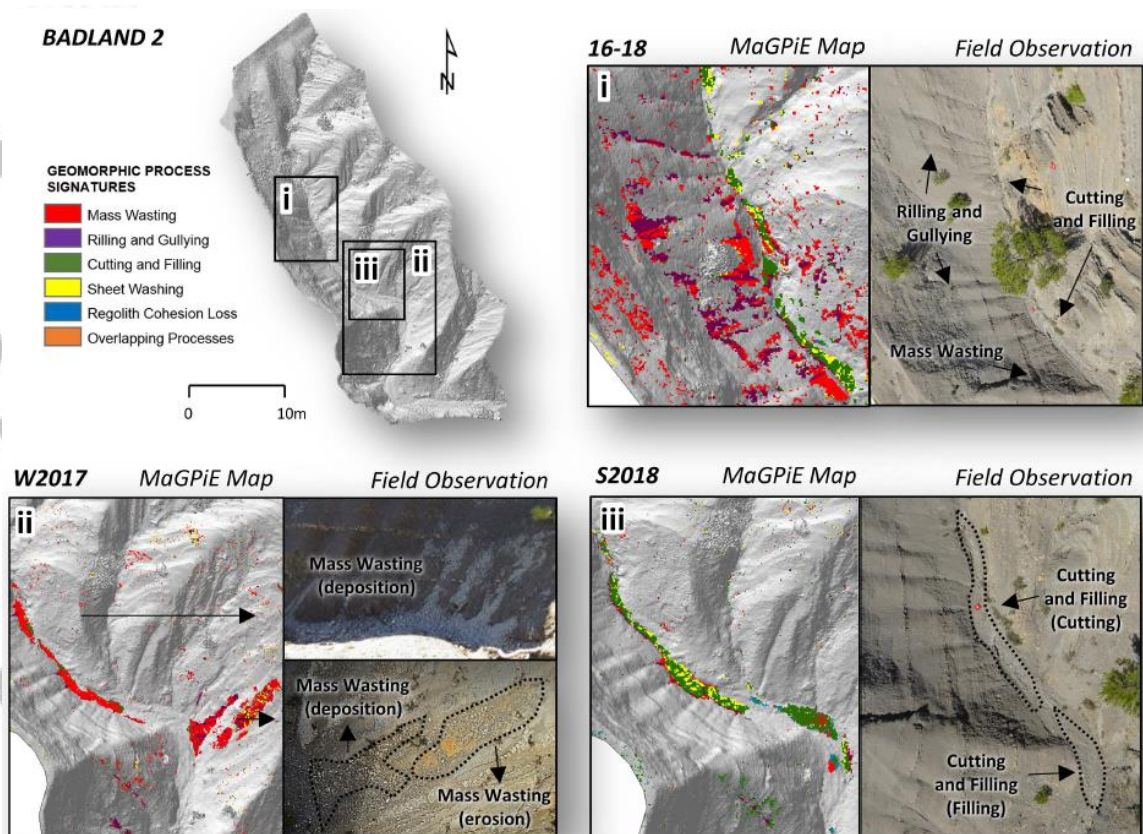 BADLAND 2
N
GEOMORPHIC PROCESS
SIGNATURES
Mass Wasting
Rilling and Gullying
Cutting and Filling
Sheet Washing
Regolith Cohesion Loss
Overlapping Processes
0 10m
i
iii ii
16-18 MaGPiE Map Field Observation
i
Rilling and
Gullying
Cutting
and Filling
Mass Wasting
W2017 MaGPiE Map Field Observation
ii
Mass Wasting
(deposition)
Mass Wasting
(deposition)
Mass Wasting
(erosion)
S2018 MaGPiE Map Field Observation
iii
Cutting
and Filling
(Cutting)
Cutting
and Filling
(Filling)